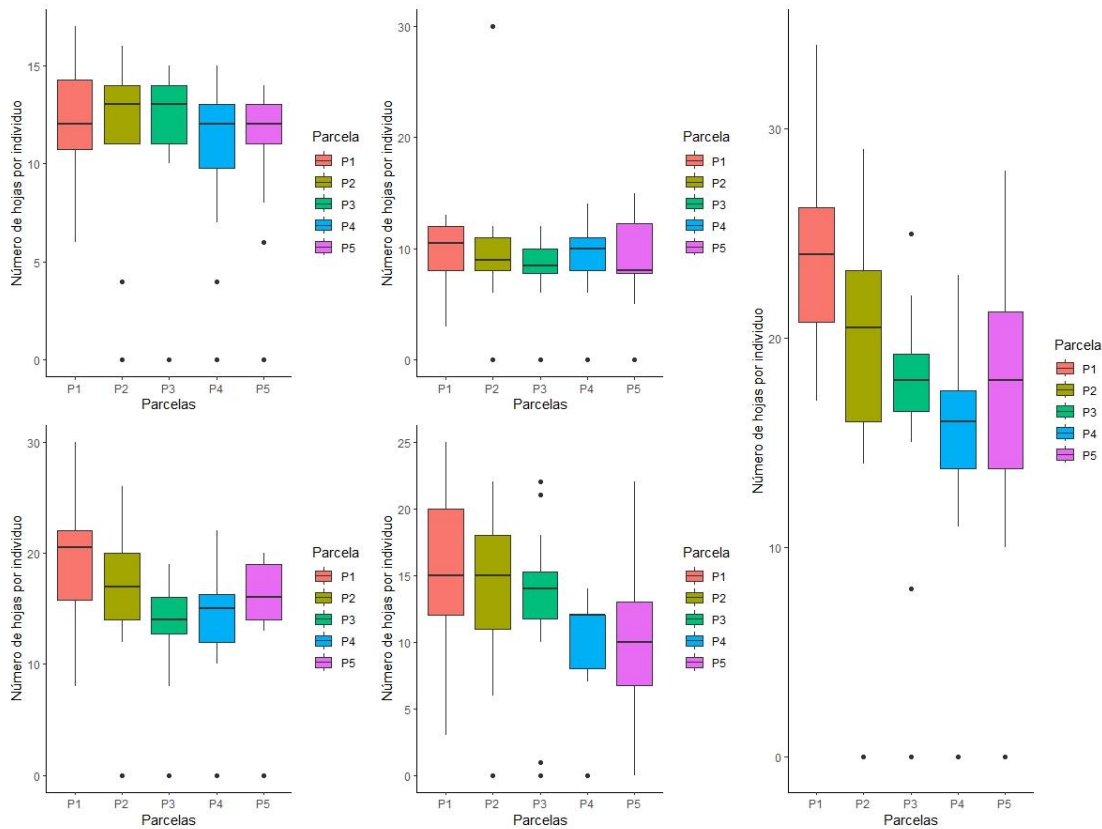 Número de hojas por individuo
15
10
5
0
P1
P2
P3
P4
P5
Parcelas
Parcela
P1
P2
P3
P4
P5
Número de hojas por individuo
30
20
10
0
P1
P2
P3
P4
P5
Parcelas
Parcela
P1
P2
P3
P4
P5
Número de hojas por individuo
30
20
10
0
P1
P2
P3
P4
P5
Parcelas
Parcela
P1
P2
P3
P4
P5
Número de hojas por individuo
30
20
10
0
P1
P2
P3
P4
P5
Parcelas
Parcela
P1
P2
P3
P4
P5
Número de hojas por individuo
25
20
15
10
5
0
P1
P2
P3
P4
P5
Parcelas
Parcela
P1
P2
P3
P4
P5